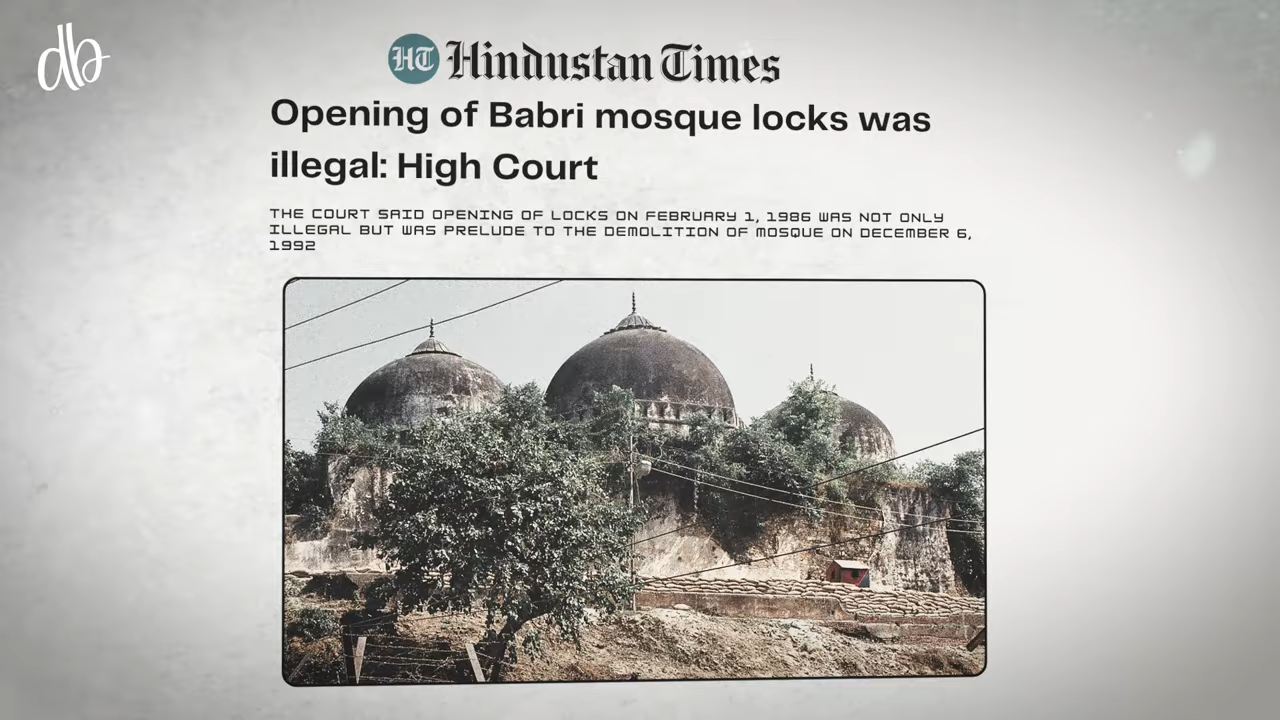 db
HT Hindustan Times
Opening of Babri mosque locks was
illegal: High Court
THE COURT SAID OPENING OF LOCKS ON FEBRUARY 1, 1986 WAS NOT ONLY
ILLEGAL BUT WAS PRELUDE TO THE DEMOLITION OF MOSQUE ON DECEMBER 6,
1992